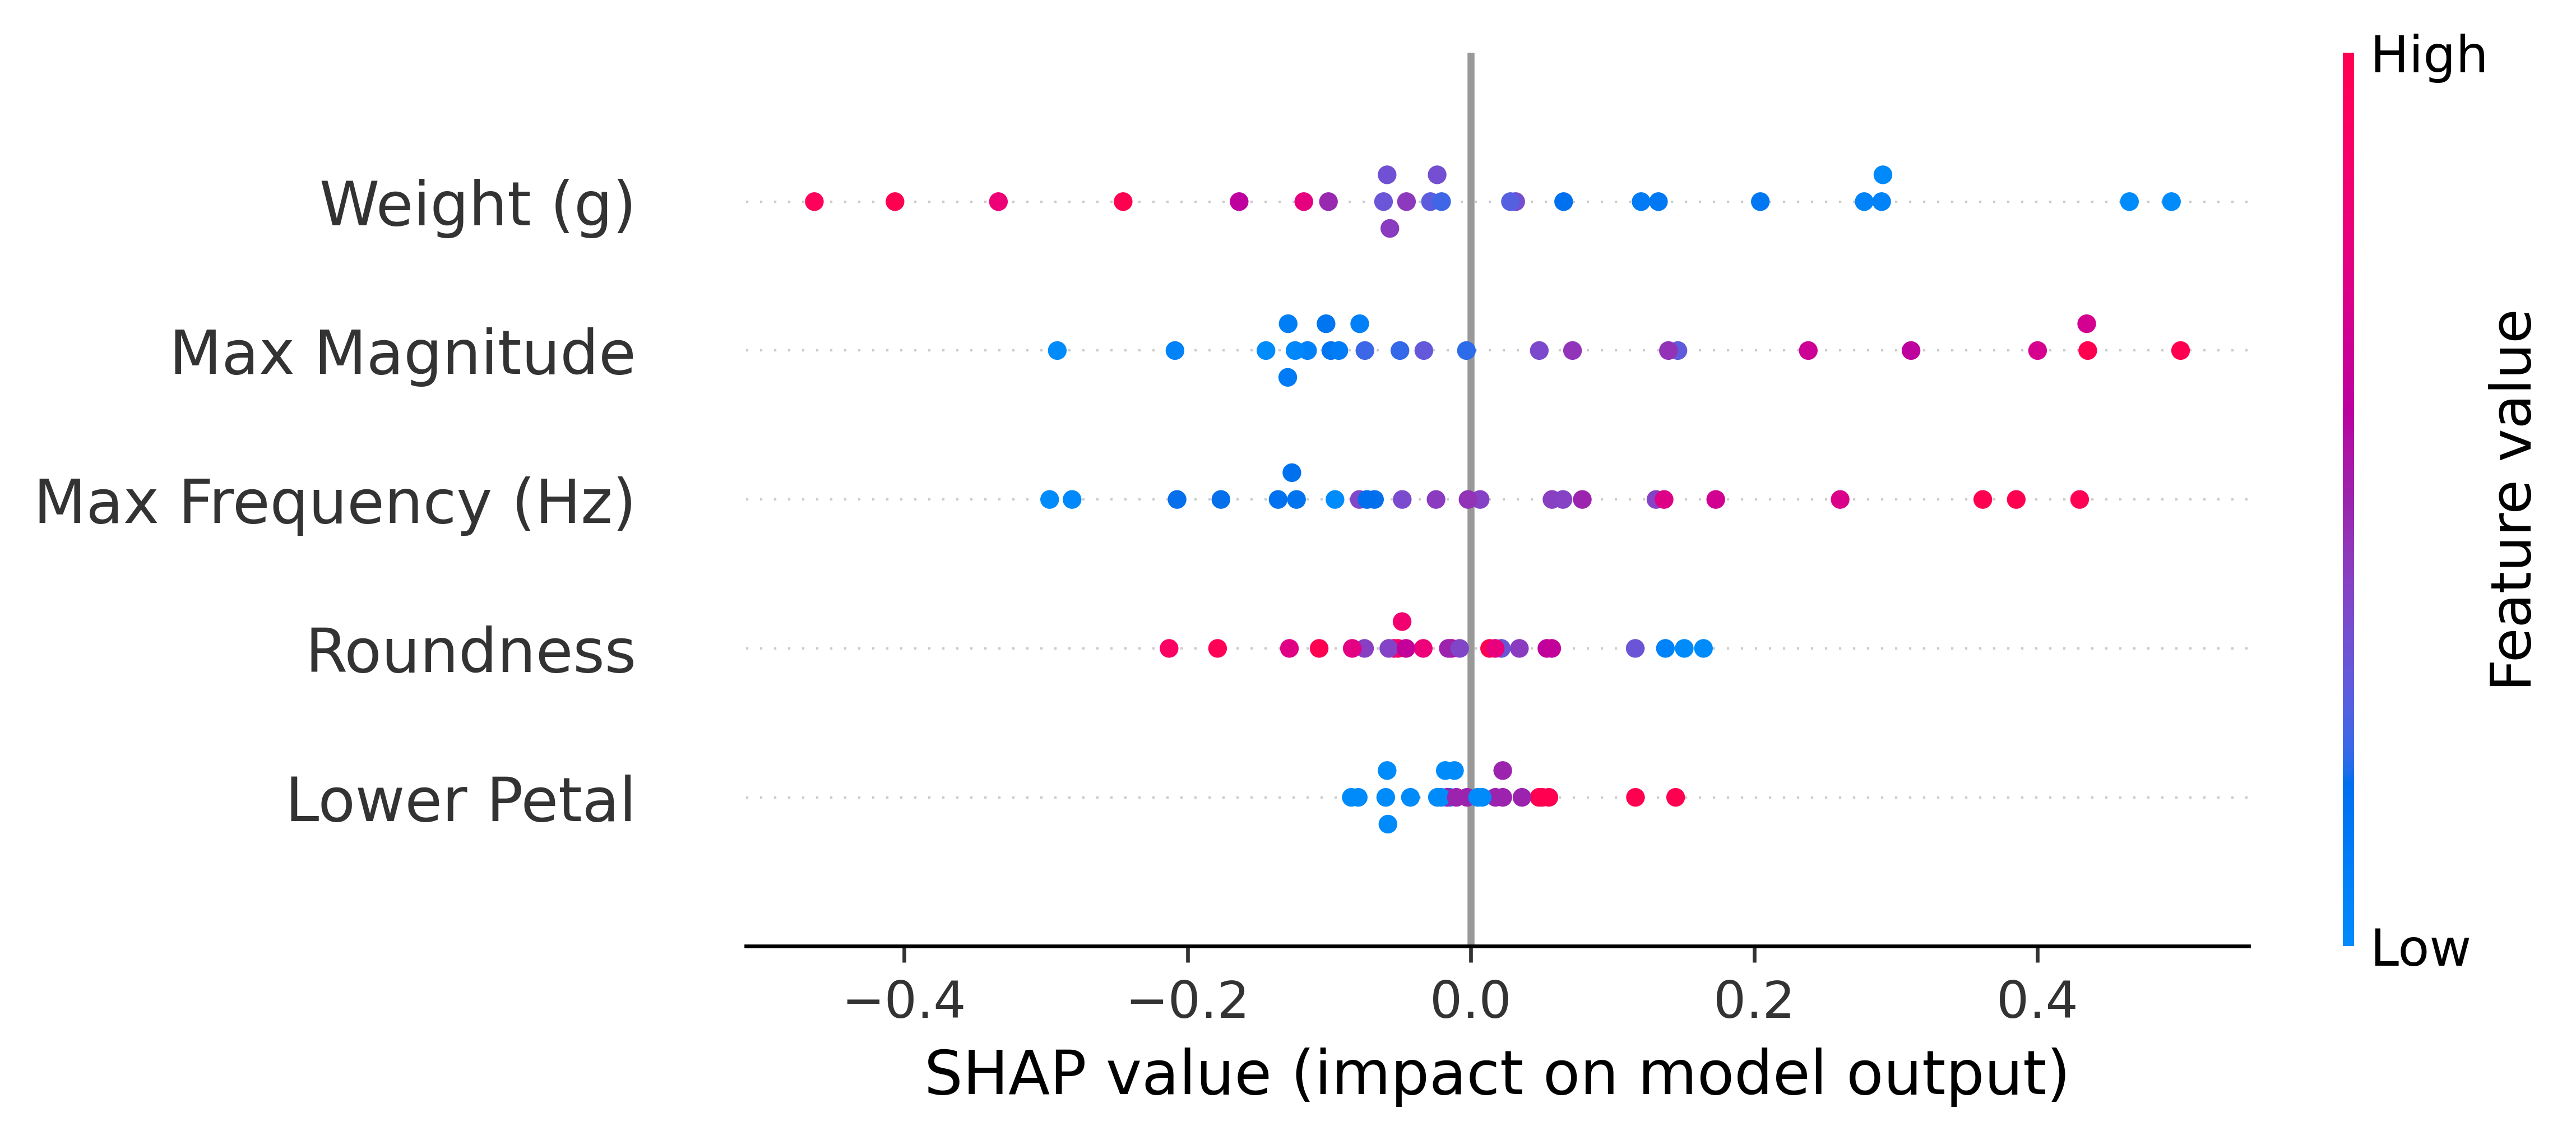 High
Weight (g)
Max Magnitude
Max Frequency (Hz)
Roundness
Lower Petal
Feature value
Low
−0.4 −0.2 0.0 0.2 0.4
SHAP value (impact on model output)